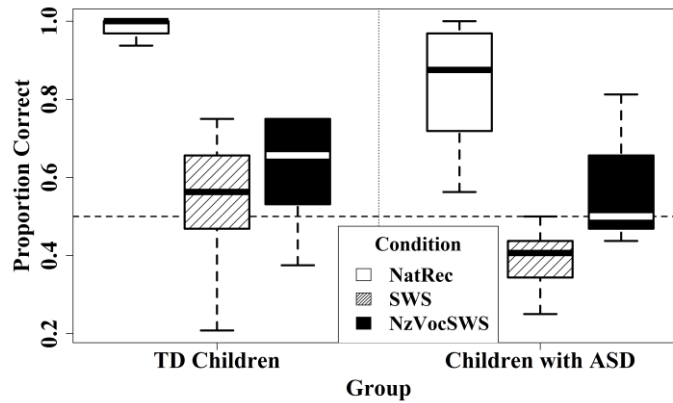 Proportion Correct
1.0
0.8
0.6
0.4
0.2
Condition
NatRec
SWS
NzVocSWS
TD Children
Children with ASD
Group